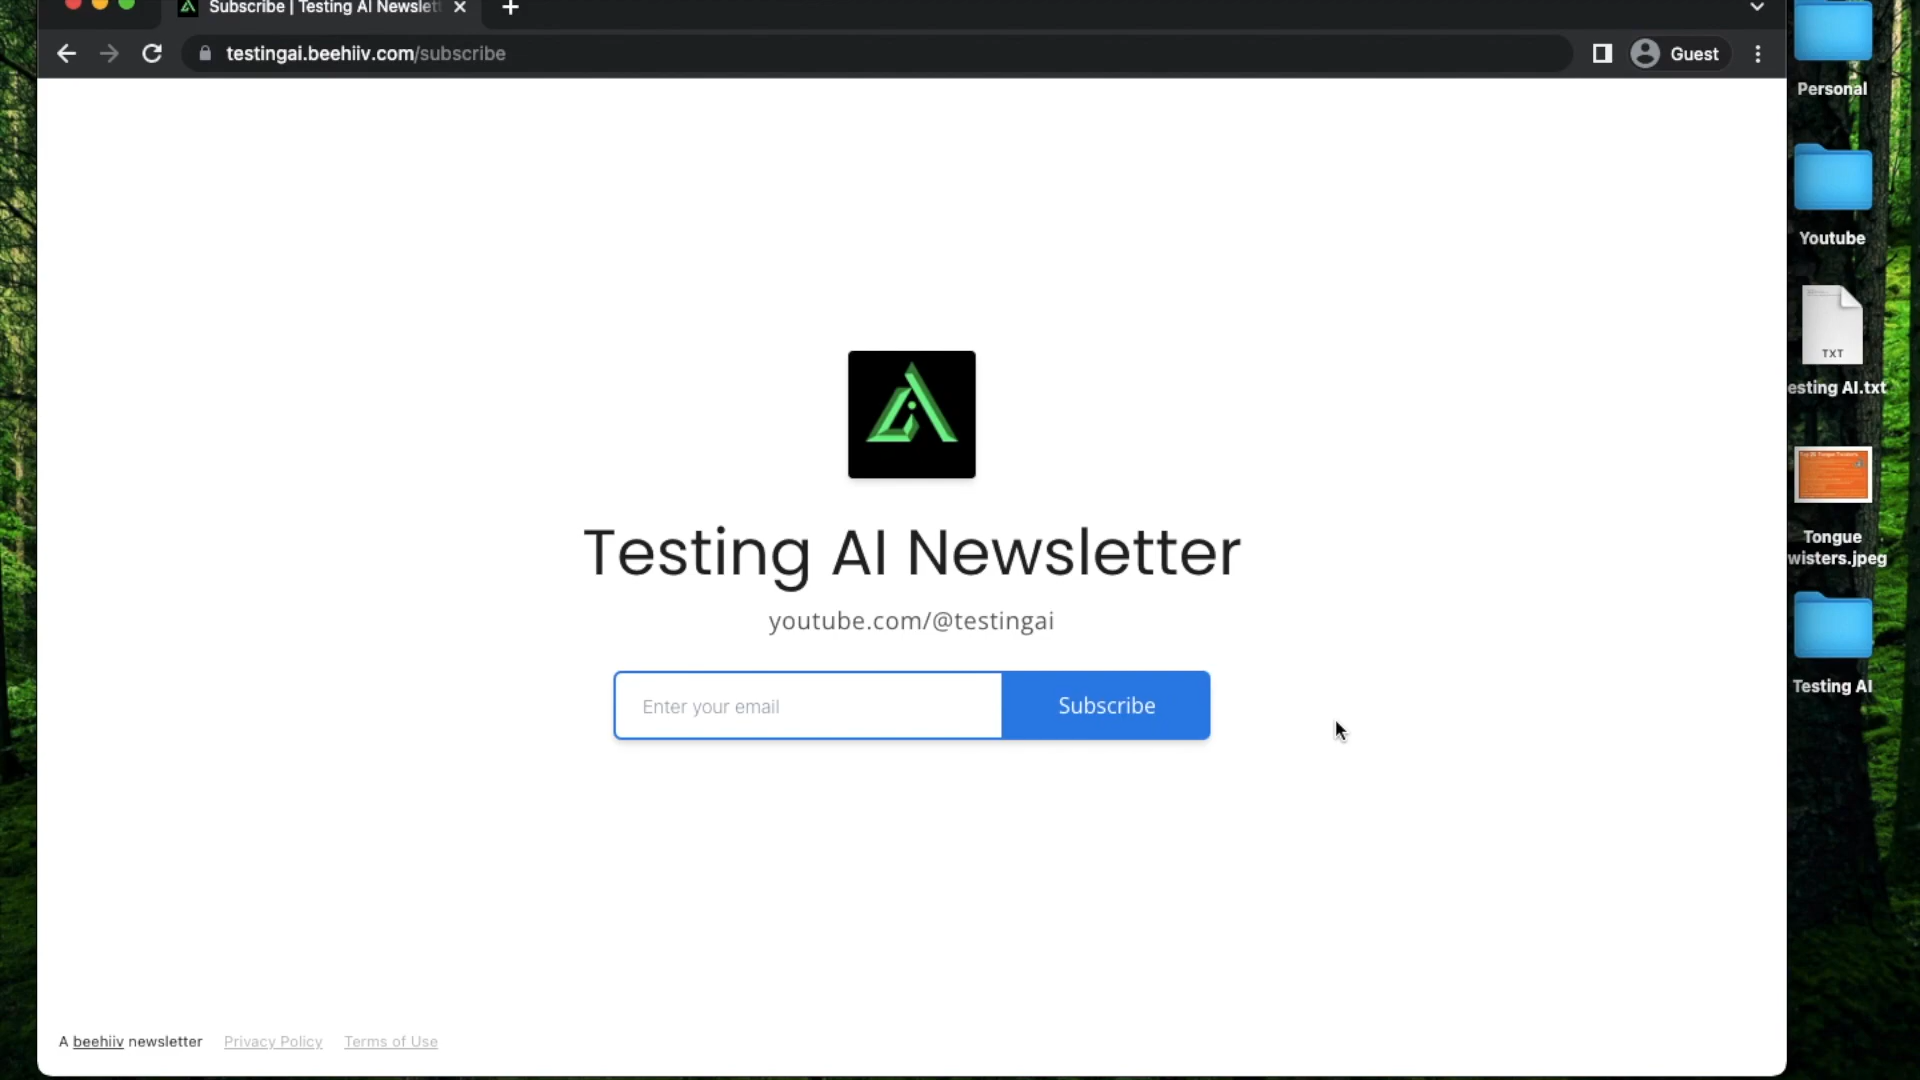 Subscribe | Testing AI Newslett
testingai.beehiiv.com/subscribe
Guest
Personal
Youtube
TXT
esting AI.txt
Tongue
wisters.jpeg
Testing AI
Testing AI Newsletter
youtube.com/@testingai
Enter your email
Subscribe
A beehiiv newsletter
Privacy Policy
Terms of Use